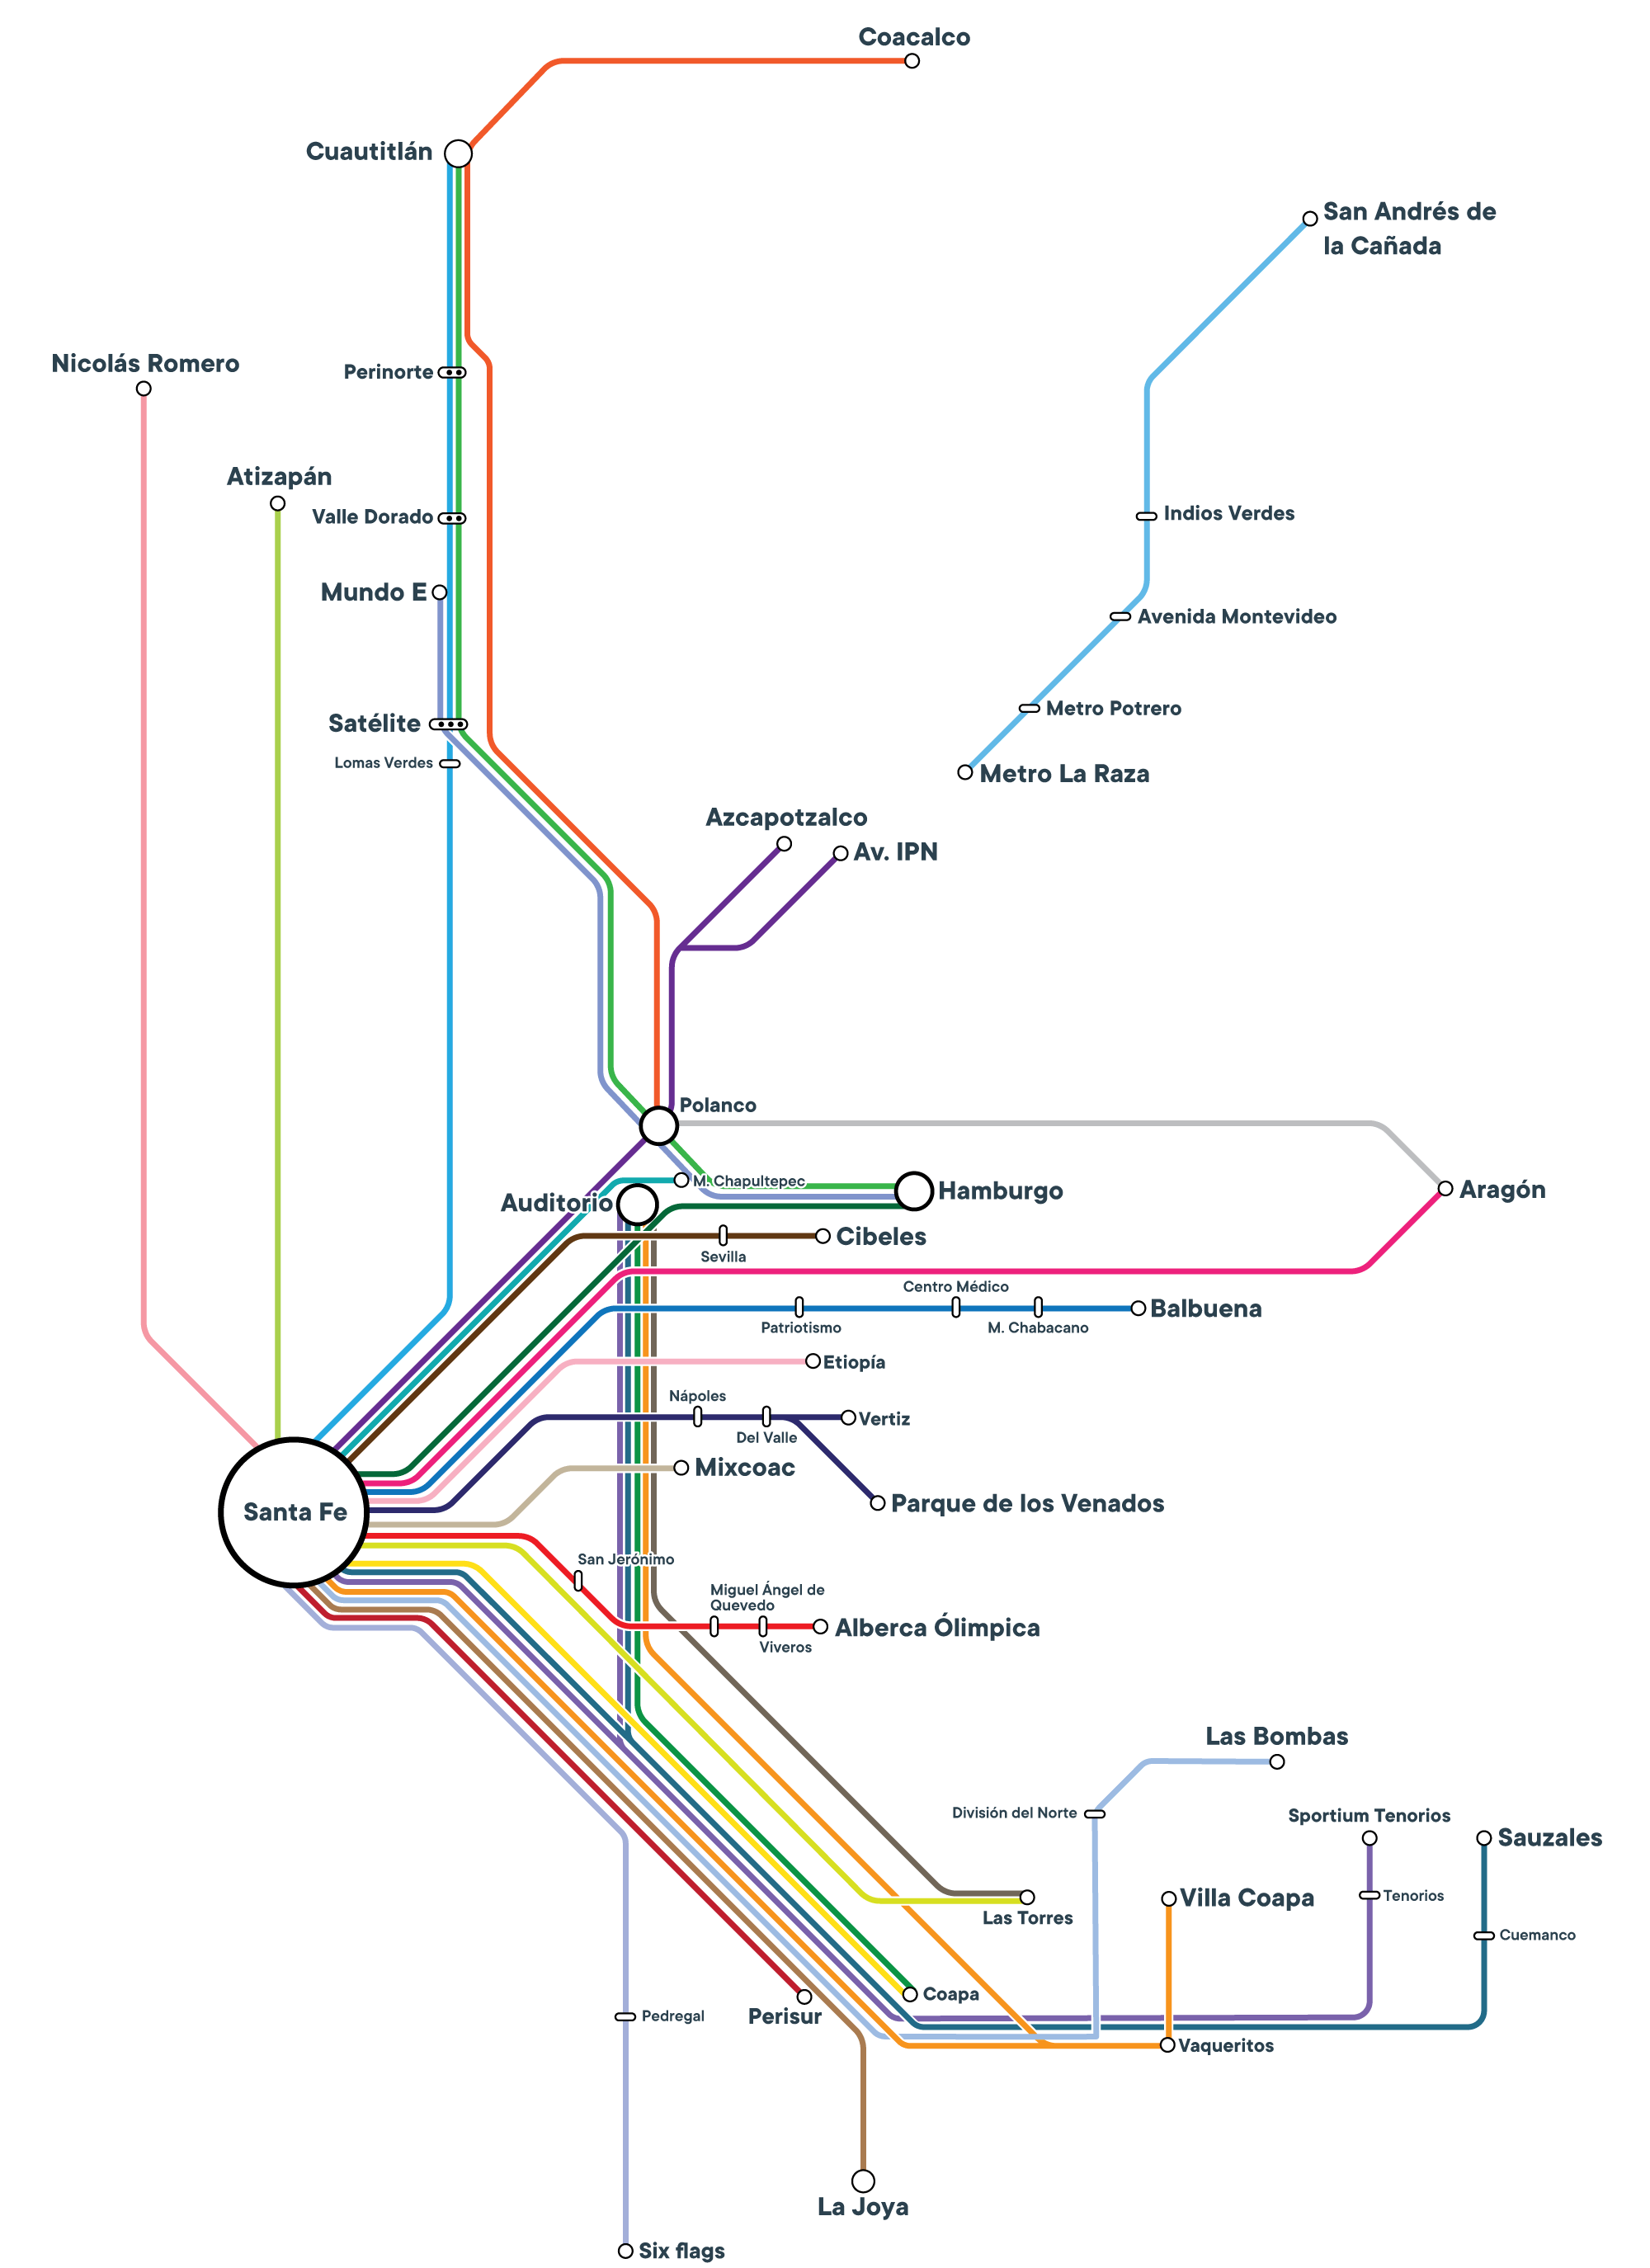 Coacalco
Cuautitlán
San Andrés de
la Cañada
Nicolás Romero
Perinorte
Atizapán
Valle Dorado
Indios Verdes
Mundo E
Avenida Montevideo
Satélite
Metro Potrero
Lomas Verdes
Metro La Raza
Azcapotzalco
Av. IPN
Polanco
M. Chapultepec
Auditorio
Hamburgo
Aragón
Cibeles
Sevilla
Centro Médico
Balbuena
Patriotismo
M. Chabacano
Etiopía
Nápoles
Vertiz
Del Valle
Mixcoac
Parque de los Venados
Santa Fe
San Jerónimo
Miguel Ángel de
Quevedo
Alberca Ólimpica
Viveros
Las Bombas
División del Norte
Sportium Tenorios
Sauzales
Tenorios
Villa Coapa
Las Torres
Cuemanco
Coapa
Perisur
Pedregal
Vaqueritos
La Joya
Six flags